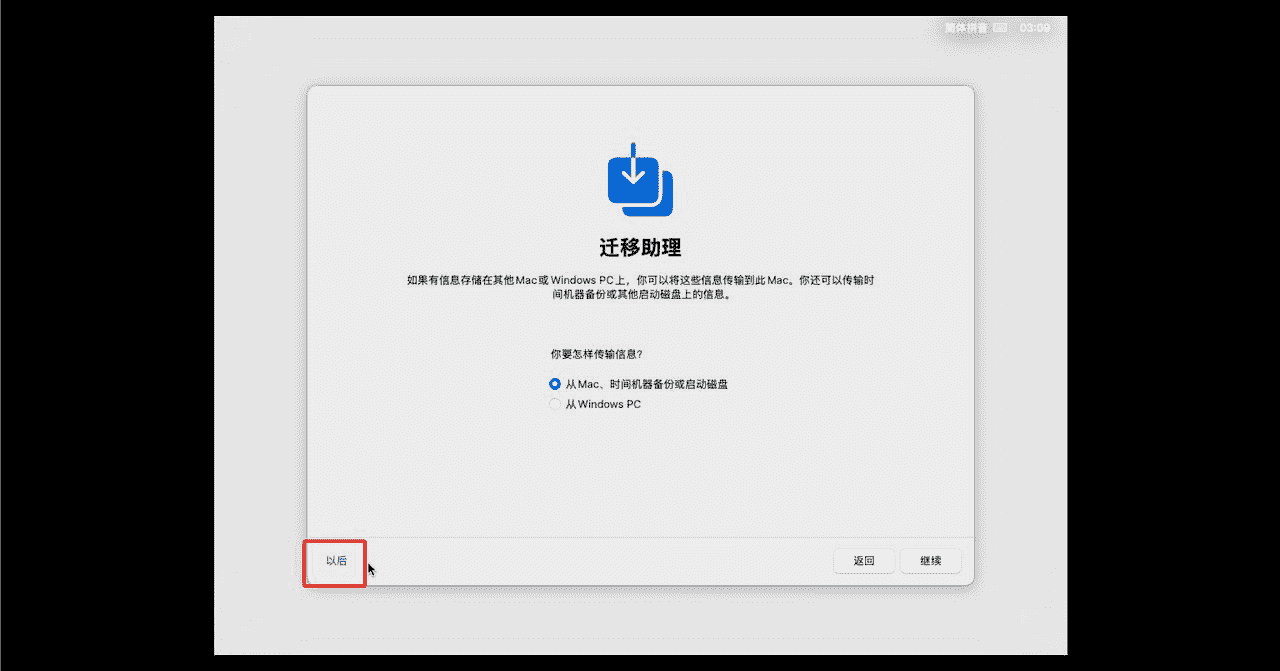 简体拼音 03:09
迁移助理
如果有信息存储在其他Mac或Windows PC上，你可以将这些信息传输到此Mac。你还可以传输时
间机器备份或其他启动磁盘上的信息。
你要怎样传输信息？
从Mac、时间机器备份或启动磁盘
从Windows PC
以后
返回
继续